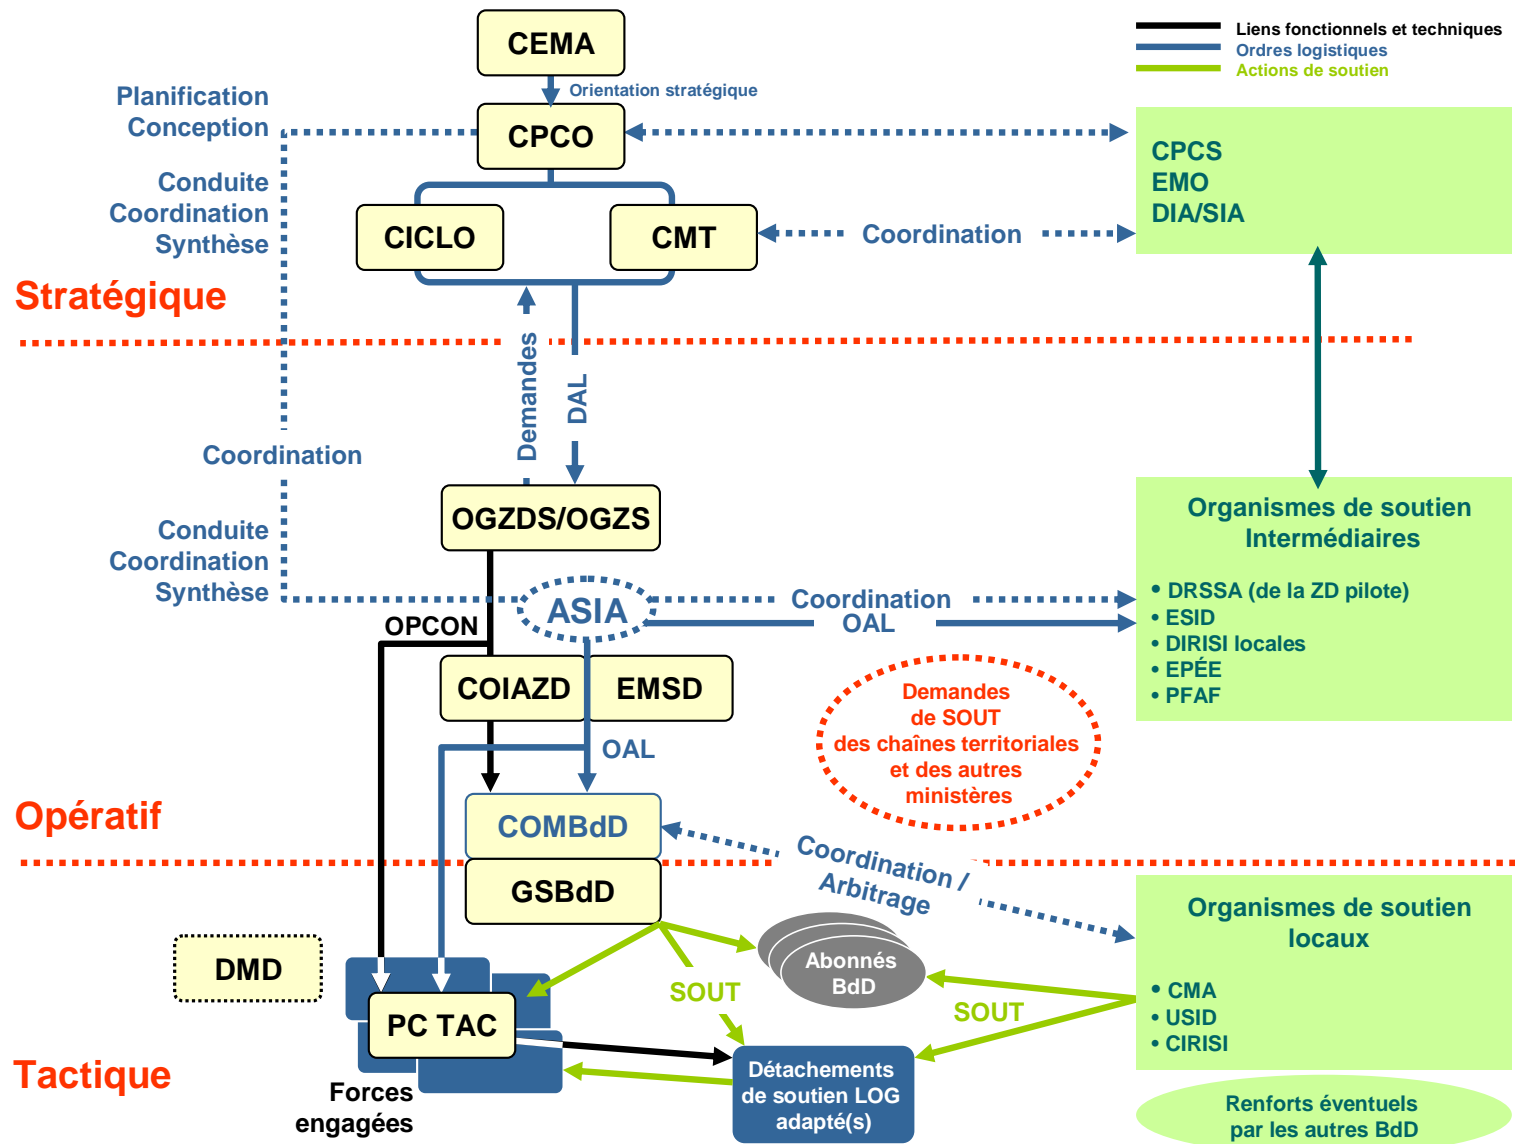 CEMA
Liens fonctionnels et techniques
Ordres logistiques
Actions de soutien
Orientation stratégique
Planification
Conception
CPCO
CPCS
EMO
DIA/SIA
Conduite
Coordination
Synthèse
CICLO
CMT
Coordination
Stratégique
Demandes
DAL
Coordination
OGZDS/OGZS
Organismes de soutien
Intermédiaires
• DRSSA (de la ZD pilote)
• ESID
• DIRISI locales
• EPÉE
• PFAF
Conduite
Coordination
Synthèse
ASIA
Coordination
OAL
OPCON
COIAZD
EMSD
Demandes
de SOUT
des chaînes territoriales
et des autres
ministères
OAL
Opératif
COMBdD
Coordination /
Arbitrage
GSBdD
Organismes de soutien
locaux
• CMA
• USID
• CIRISI
DMD
Abonnés
BdD
SOUT
SOUT
PC TAC
Tactique
Forces
engagées
Détachements
de soutien LOG
adapté(s)
Renforts éventuels
par les autres BdD